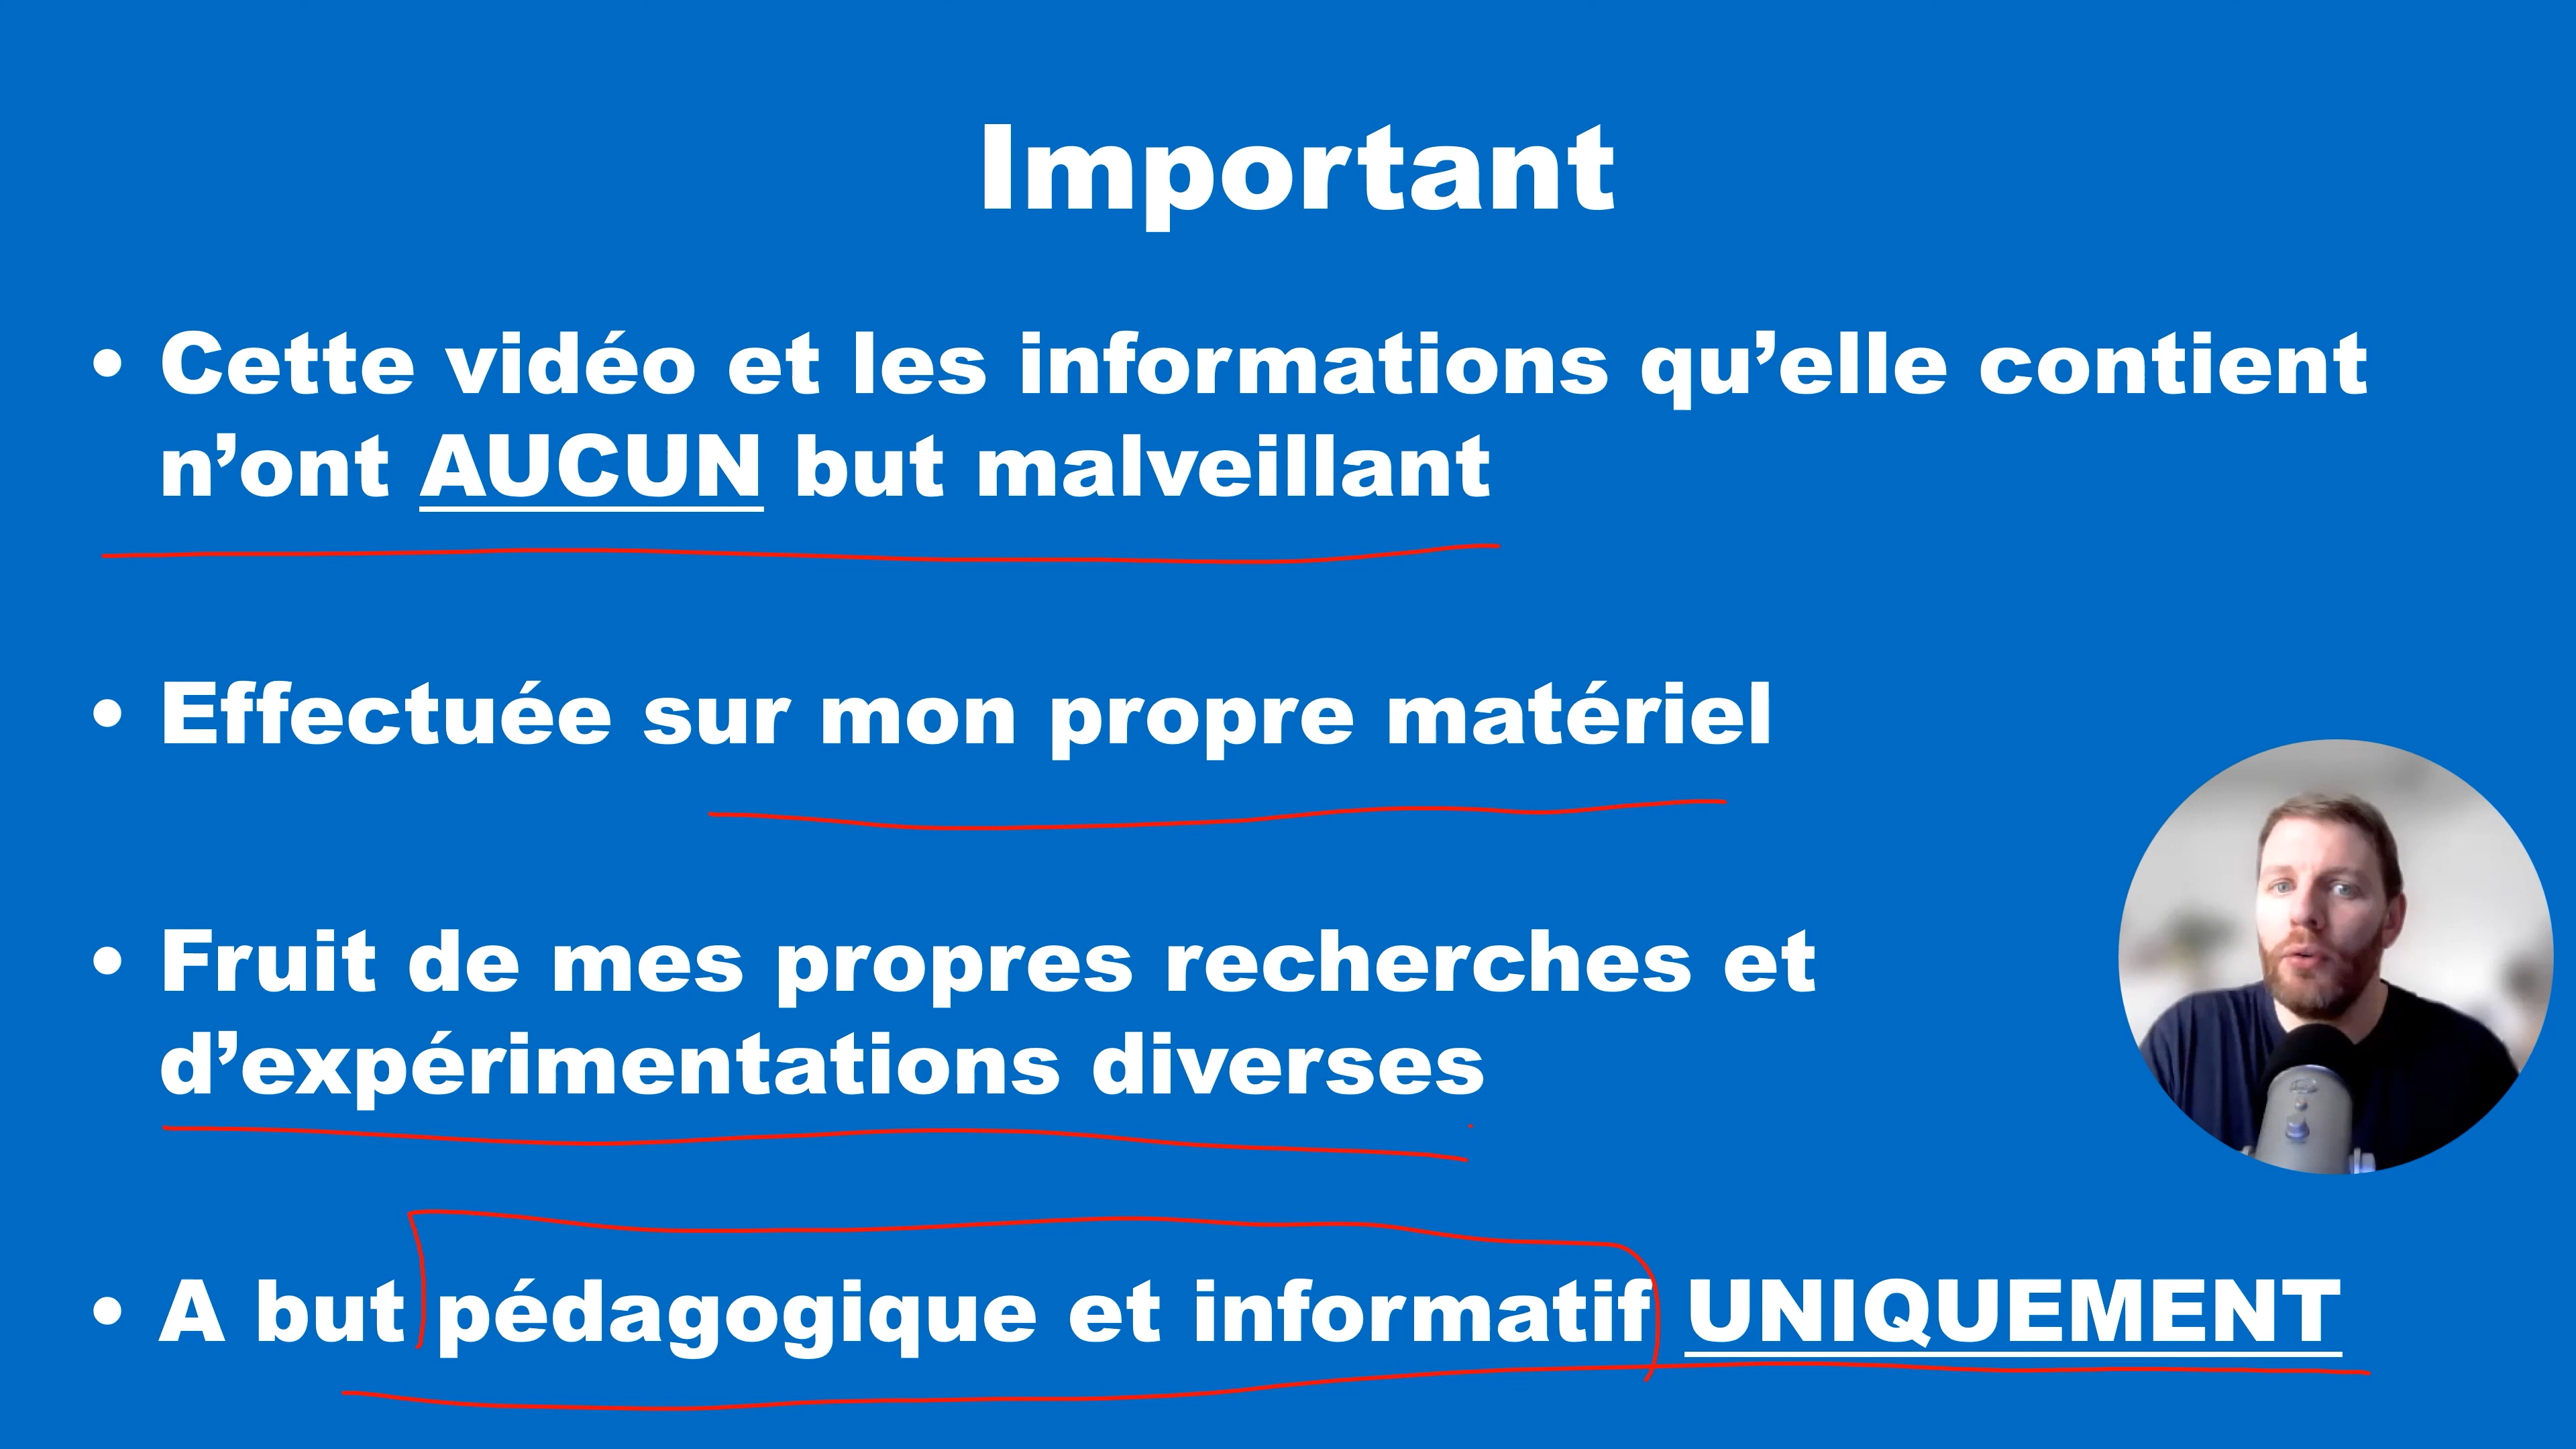 Important
• Cette vidéo et les informations qu’elle contient
n’ont AUCUN but malveillant
• Effectuée sur mon propre matériel
• Fruit de mes propres recherches et
d’expérimentations diverses
• A but pédagogique et informatif UNIQUEMENT